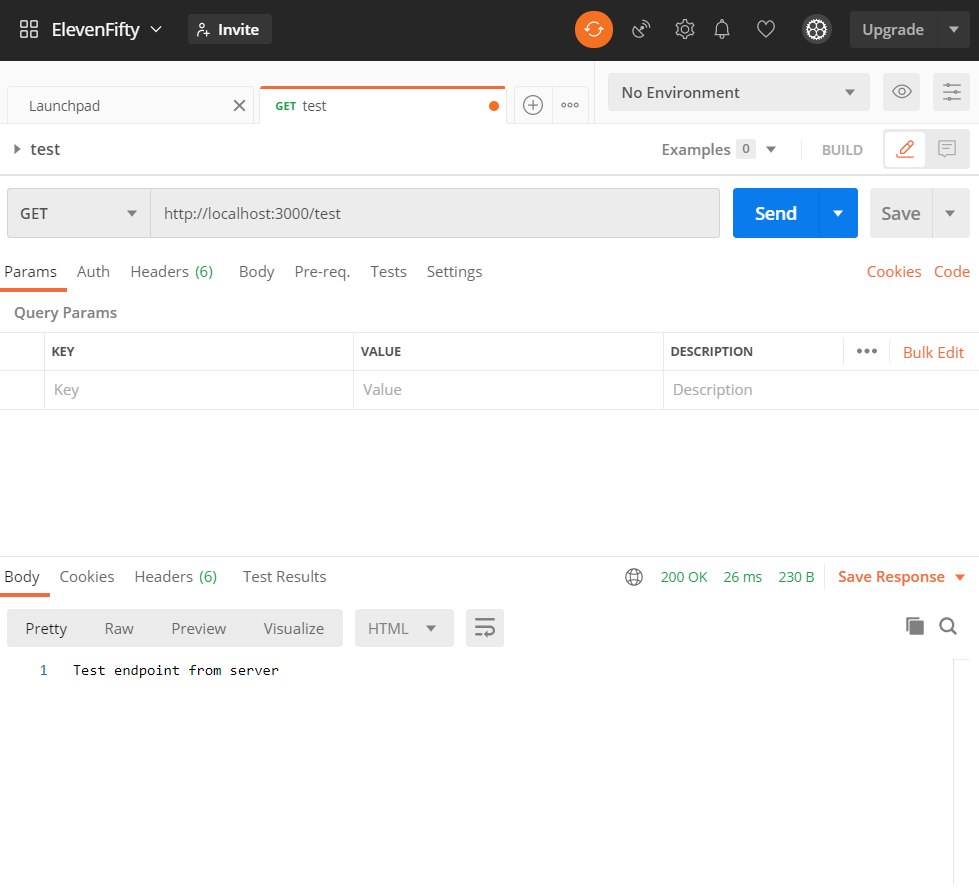 ElevenFifty Invite Upgrade
Launchpad GET test No Environment
test Examples 0 BUILD
GET http://localhost:3000/test Send Save
Params Auth Headers (6) Body Pre-req. Tests Settings Cookies Code
Query Params
KEY VALUE DESCRIPTION Bulk Edit
Key Value Description
Body Cookies Headers (6) Test Results 200 OK 26 ms 230 B Save Response
Pretty Raw Preview Visualize HTML
1 Test endpoint from server